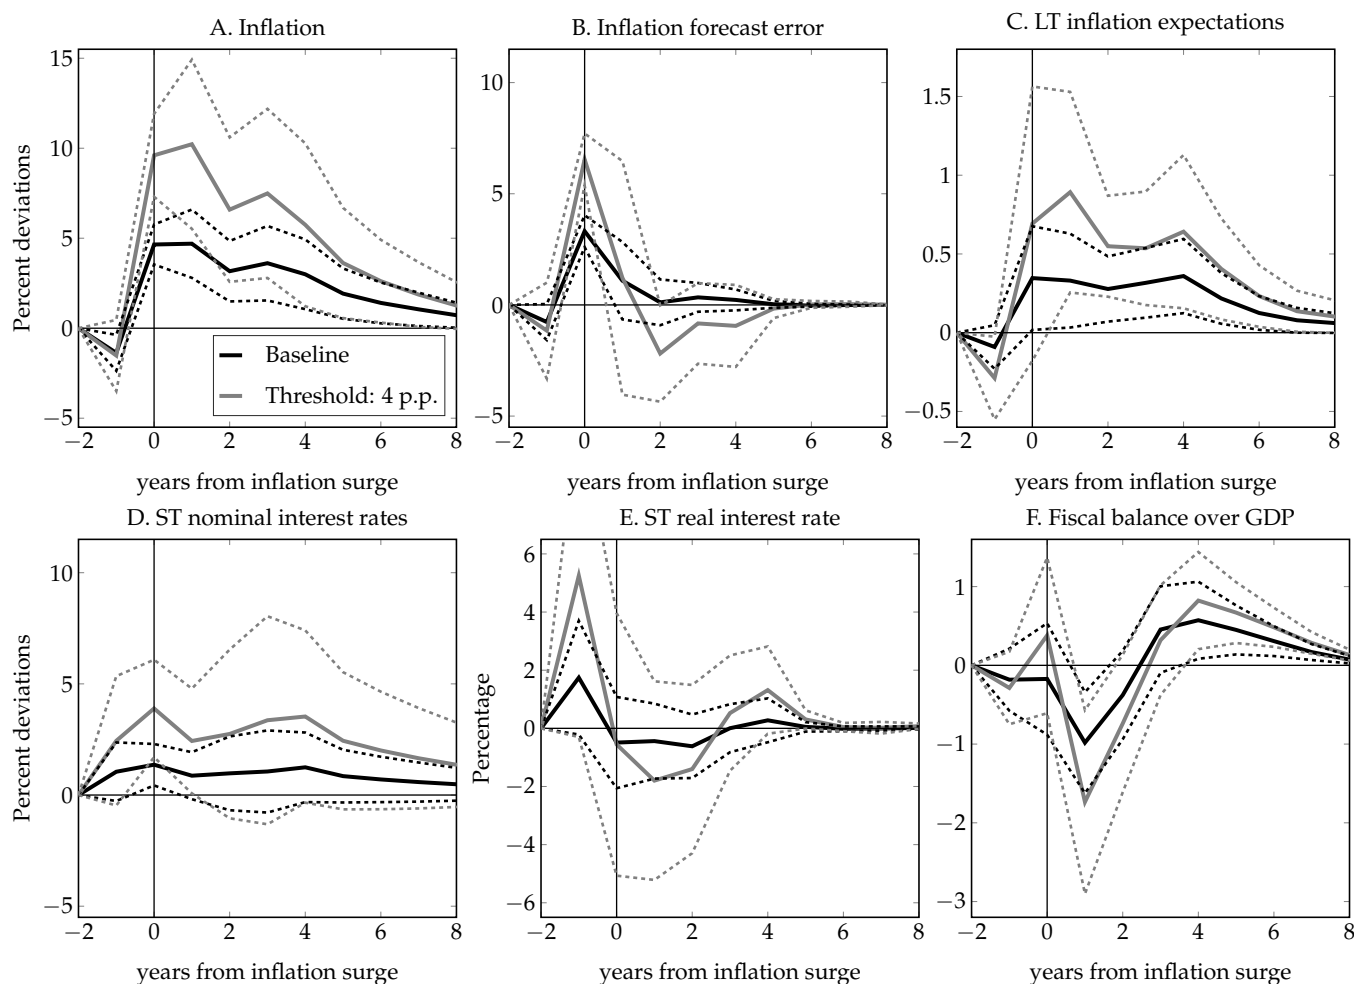 A. Inflation
B. Inflation forecast error
C. LT inflation expectations
Percent deviations
15
10
5
0
−5
Baseline
Threshold: 4 p.p.
−2 0 2 4 6 8
years from inflation surge
10
5
0
−5
−2 0 2 4 6 8
years from inflation surge
1.5
1
0.5
0
−0.5
−2 0 2 4 6 8
years from inflation surge
D. ST nominal interest rates
E. ST real interest rate
F. Fiscal balance over GDP
Percent deviations
10
5
0
−5
−2 0 2 4 6 8
years from inflation surge
Percentage
6
4
2
0
−2
−4
−6
−2 0 2 4 6 8
years from inflation surge
1
0
−1
−2
−3
−2 0 2 4 6 8
years from inflation surge